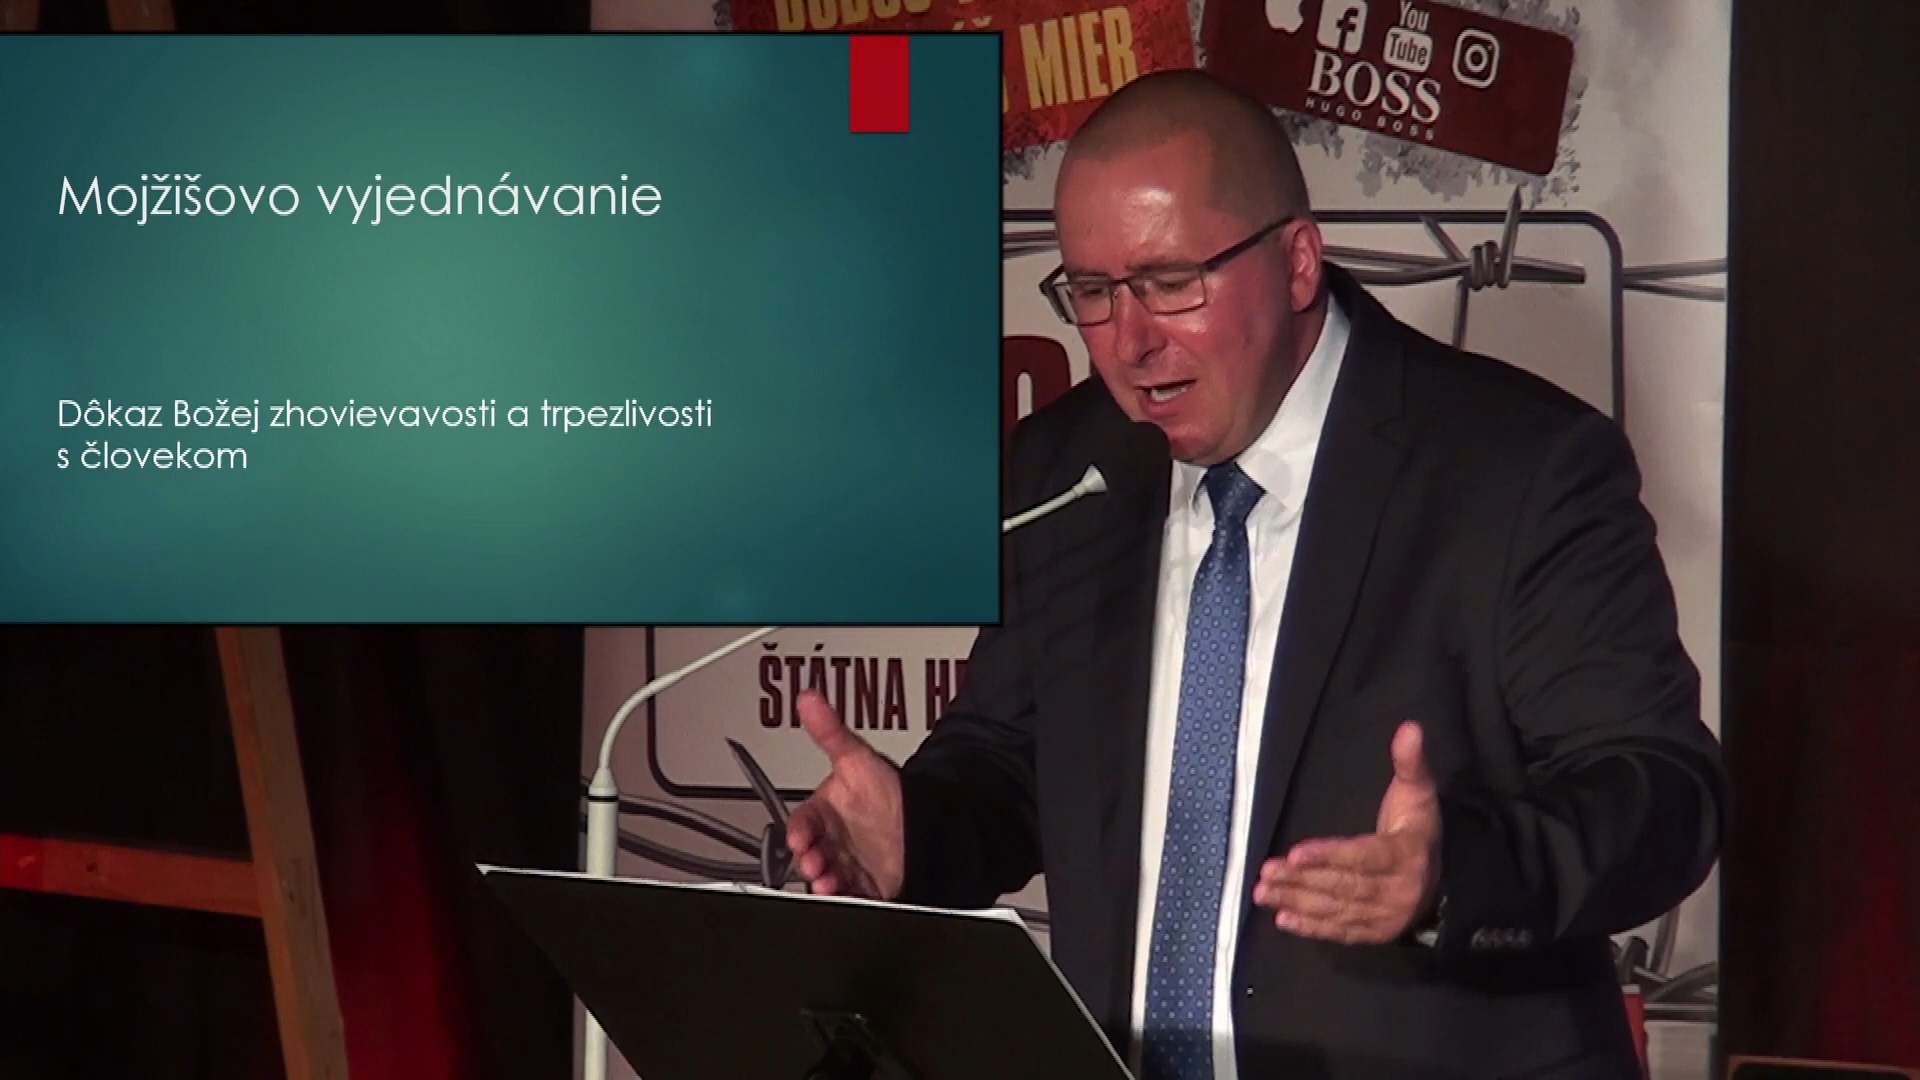 MIER
You
Tube
BOSS
HUGO BOSS
Mojžišovo vyjednávanie
Dôkaz Božej zhovievavosti a trpezlivosti
s človekom
ŠTÁTNA